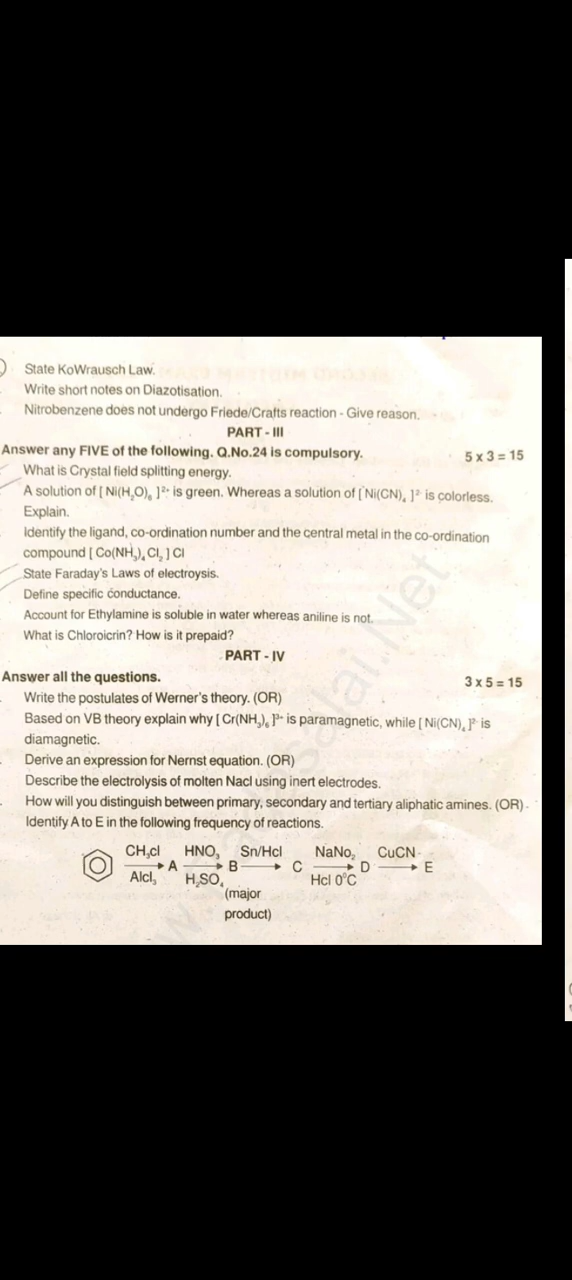 State KoWrausch Law.
Write short notes on Diazotisation.
Nitrobenzene does not undergo Friede/Crafts reaction - Give reason.
PART - III
Answer any FIVE of the following. Q.No.24 is compulsory. 5 x 3 = 15
What is Crystal field splitting energy.
A solution of [ Ni(H₂O)₆ ]²⁺ is green. Whereas a solution of [ Ni(CN)₄ ]² is colorless.
Explain.
Identify the ligand, co-ordination number and the central metal in the co-ordination
compound [ Co(NH₃)₄ Cl₂ ] Cl
State Faraday's Laws of electroysis.
Define specific conductance.
Account for Ethylamine is soluble in water whereas aniline is not.
What is Chloroicrin? How is it prepaid?
PART - IV
Answer all the questions. 3 x 5 = 15
Write the postulates of Werner's theory. (OR)
Based on VB theory explain why [ Cr(NH₃)₆ ]³⁺ is paramagnetic, while [ Ni(CN)₄ ]²⁻ is
diamagnetic.
Derive an expression for Nernst equation. (OR)
Describe the electrolysis of molten Nacl using inert electrodes.
How will you distinguish between primary, secondary and tertiary aliphatic amines. (OR)
Identify A to E in the following frequency of reactions.
CH₃cl HNO₃ Sn/Hcl NaNo₂ CuCN
A B C D E
Alcl₃ H₂SO₄ Hcl 0°C
(major
product)